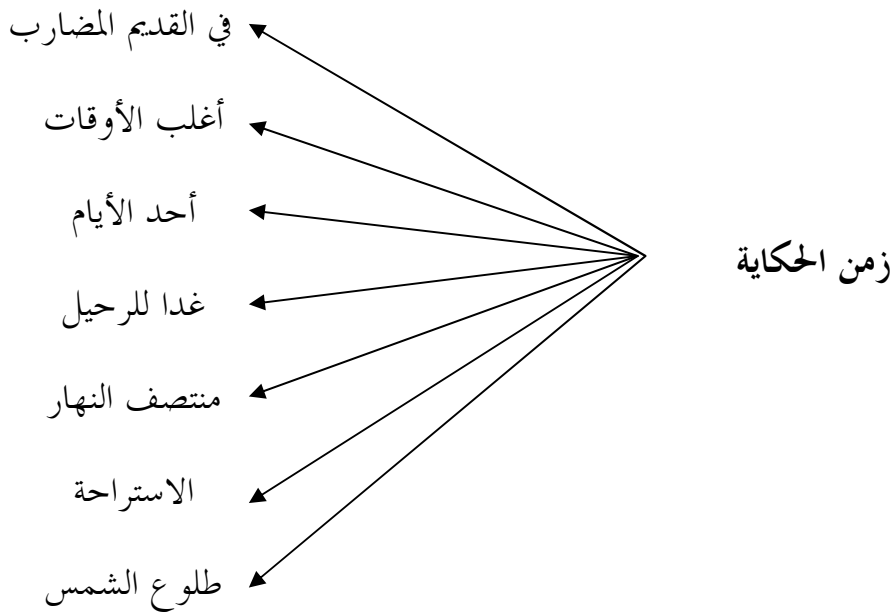 زمن الحكاية
في القديم المضارب
أغلب الأوقات
أحد الأيام
غدا للرحيل
منتصف النهار
الاستراحة
طلوع الشمس